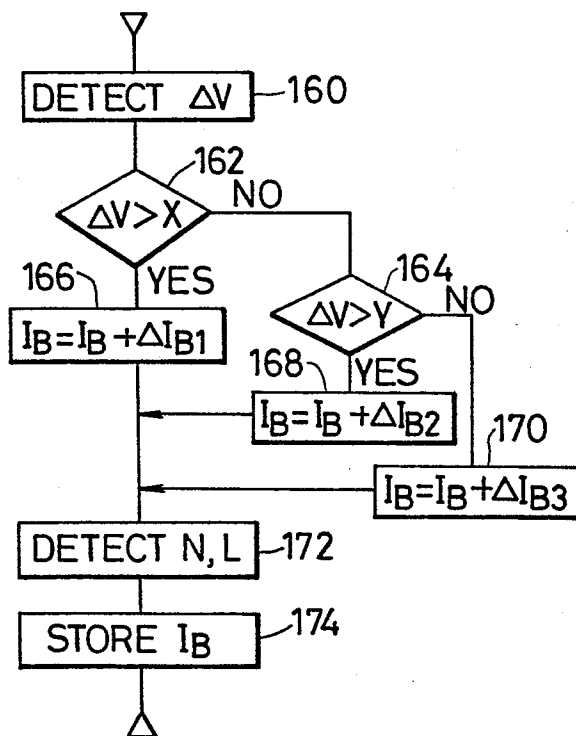 DETECT ΔV 160
162
ΔV>X NO
YES
164
ΔV>Y NO
YES
166
I_B=I_B+ΔI_B1
168
I_B=I_B+ΔI_B2
170
I_B=I_B+ΔI_B3
DETECT N, L 172
STORE I_B 174